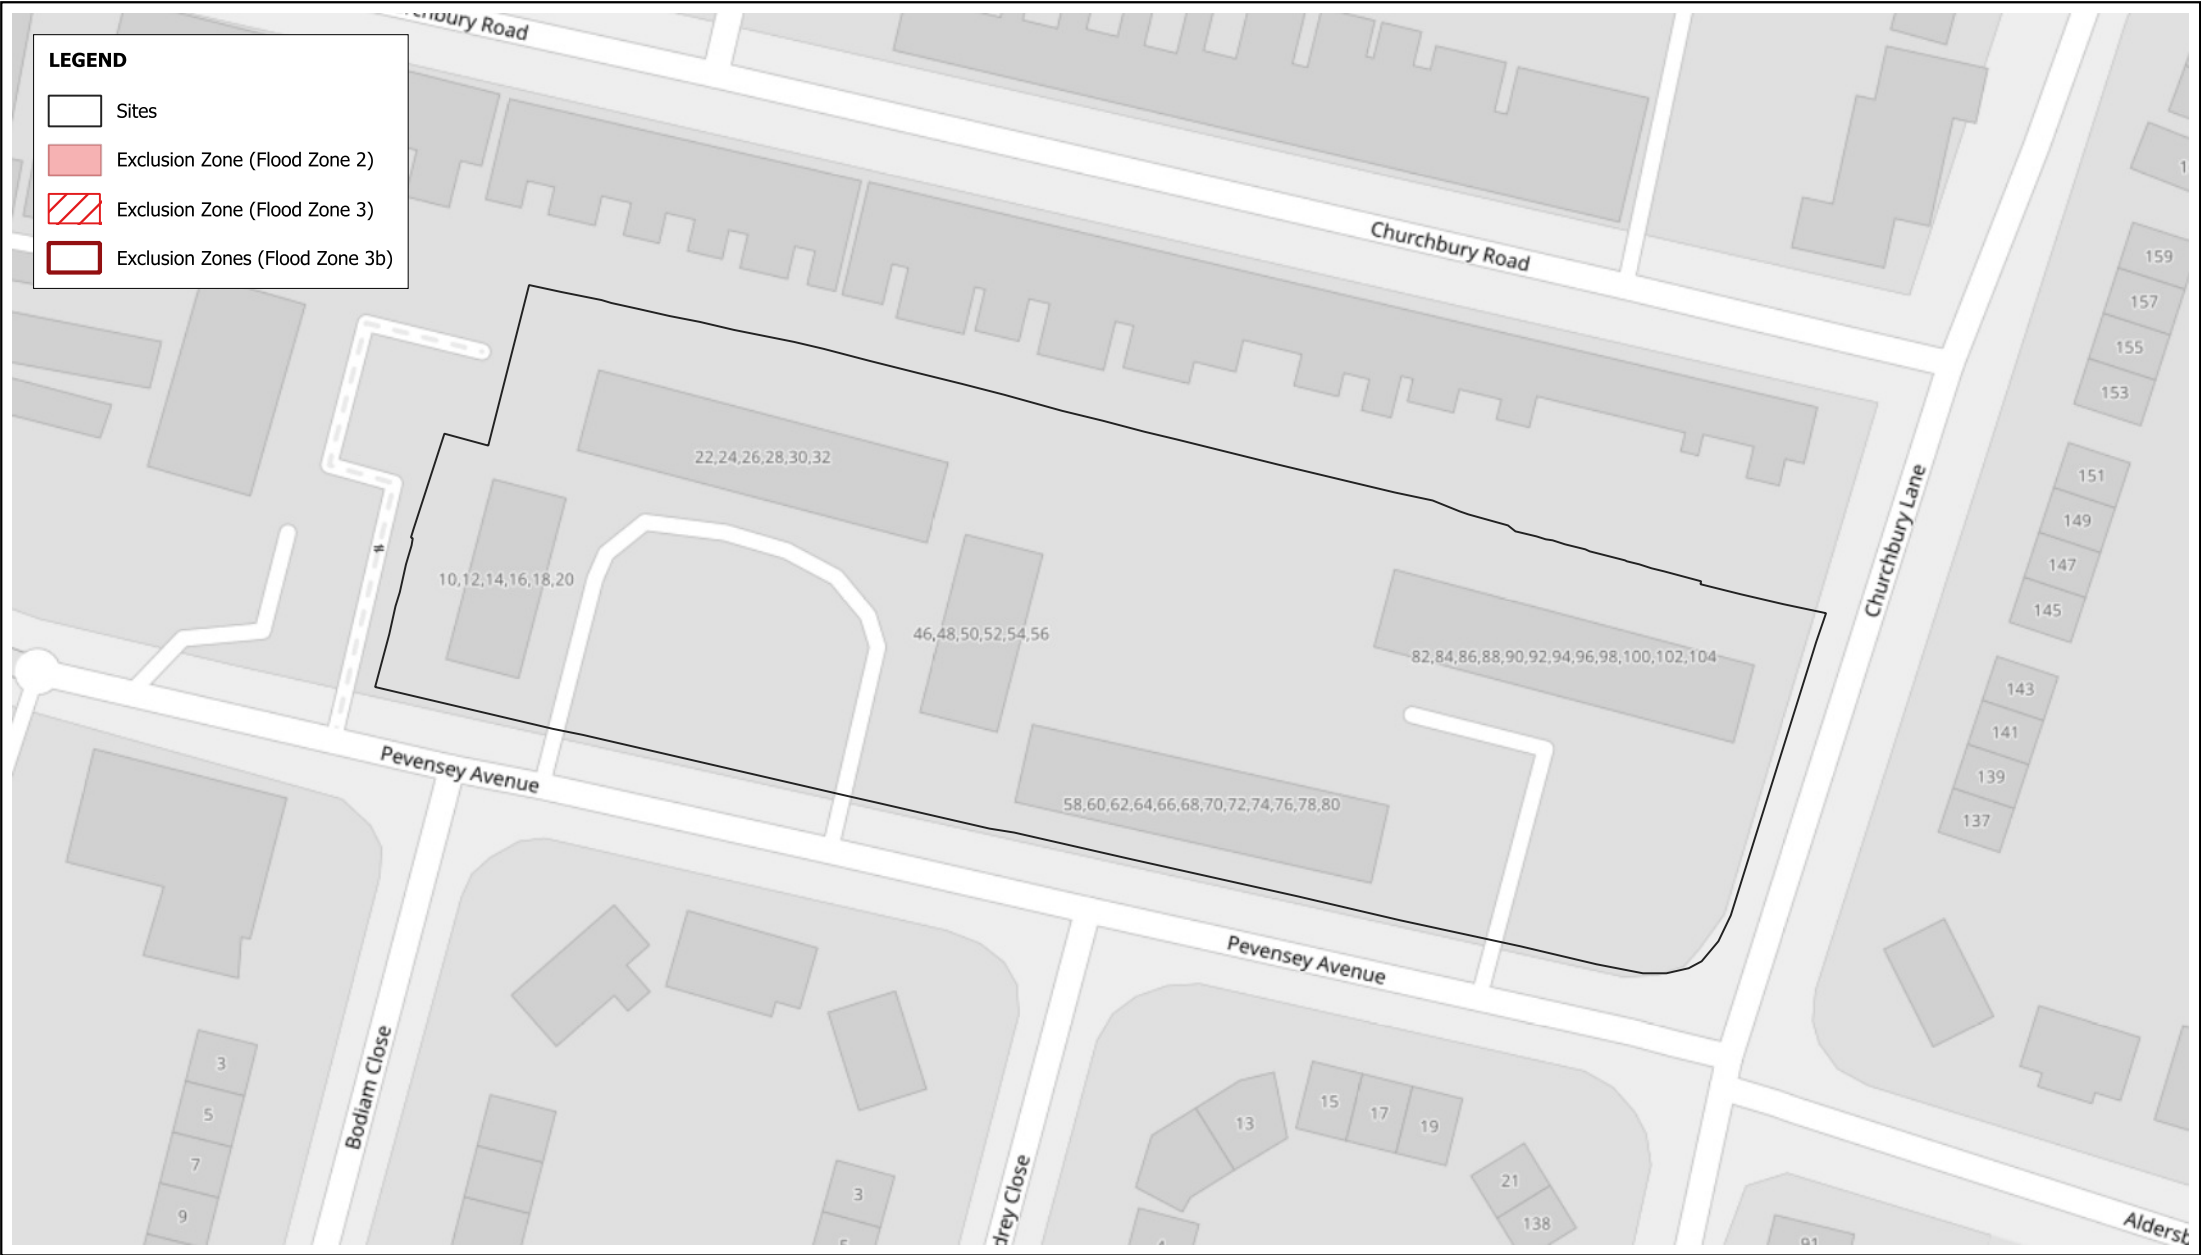 LEGEND
Sites
Exclusion Zone (Flood Zone 2)
Exclusion Zone (Flood Zone 3)
Exclusion Zones (Flood Zone 3b)
Road
Churchbury Road
159
157
155
153
151
149
147
145
143
141
139
137
Churchbury Lane
22,24,26,28,30,32
10,12,14,16,18,20
46,48,50,52,54,56
82,84,86,88,90,92,94,96,98,100,102,104
58,60,62,64,66,68,70,72,74,76,78,80
Pevensey Avenue
Pevensey Avenue
Bodiam Close
3
5
7
9
3
Close
13
15
17
19
21
138